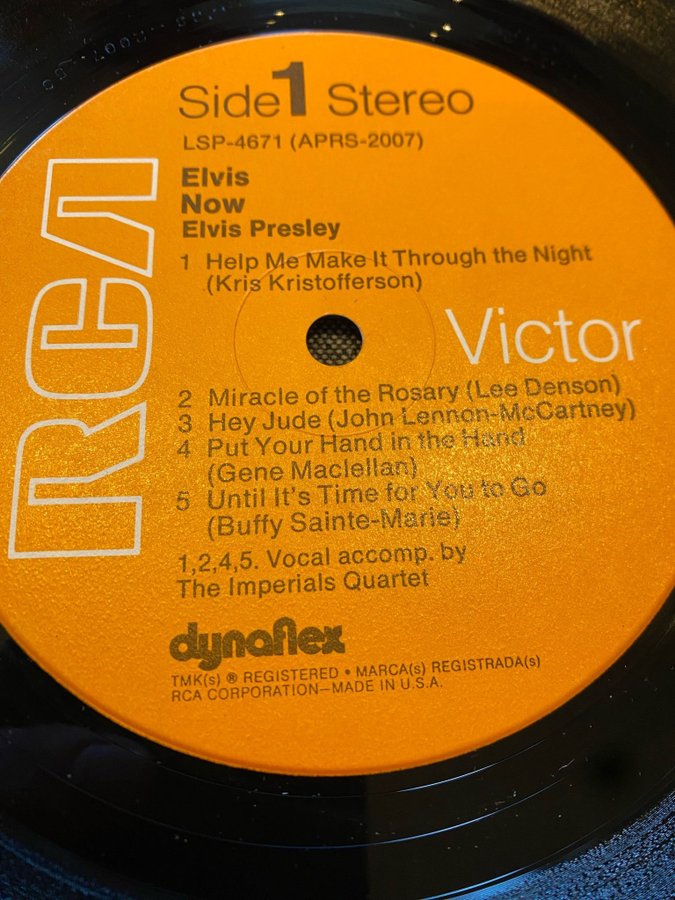 Side 1 Stereo
LSP-4671 (APRS-2007)
Elvis
Now
Elvis Presley
1 Help Me Make It Through the Night
(Kris Kristofferson)
RCA
Victor
2 Miracle of the Rosary (Lee Denson)
3 Hey Jude (John Lennon-McCartney)
4 Put Your Hand in the Hand
(Gene Maclellan)
5 Until It's Time for You to Go
(Buffy Sainte-Marie)
1,2,4,5. Vocal accomp. by
The Imperials Quartet
dynaflex
TMK(s) ® REGISTERED • MARCA(s) REGISTRADA(s)
RCA CORPORATION—MADE IN U.S.A.